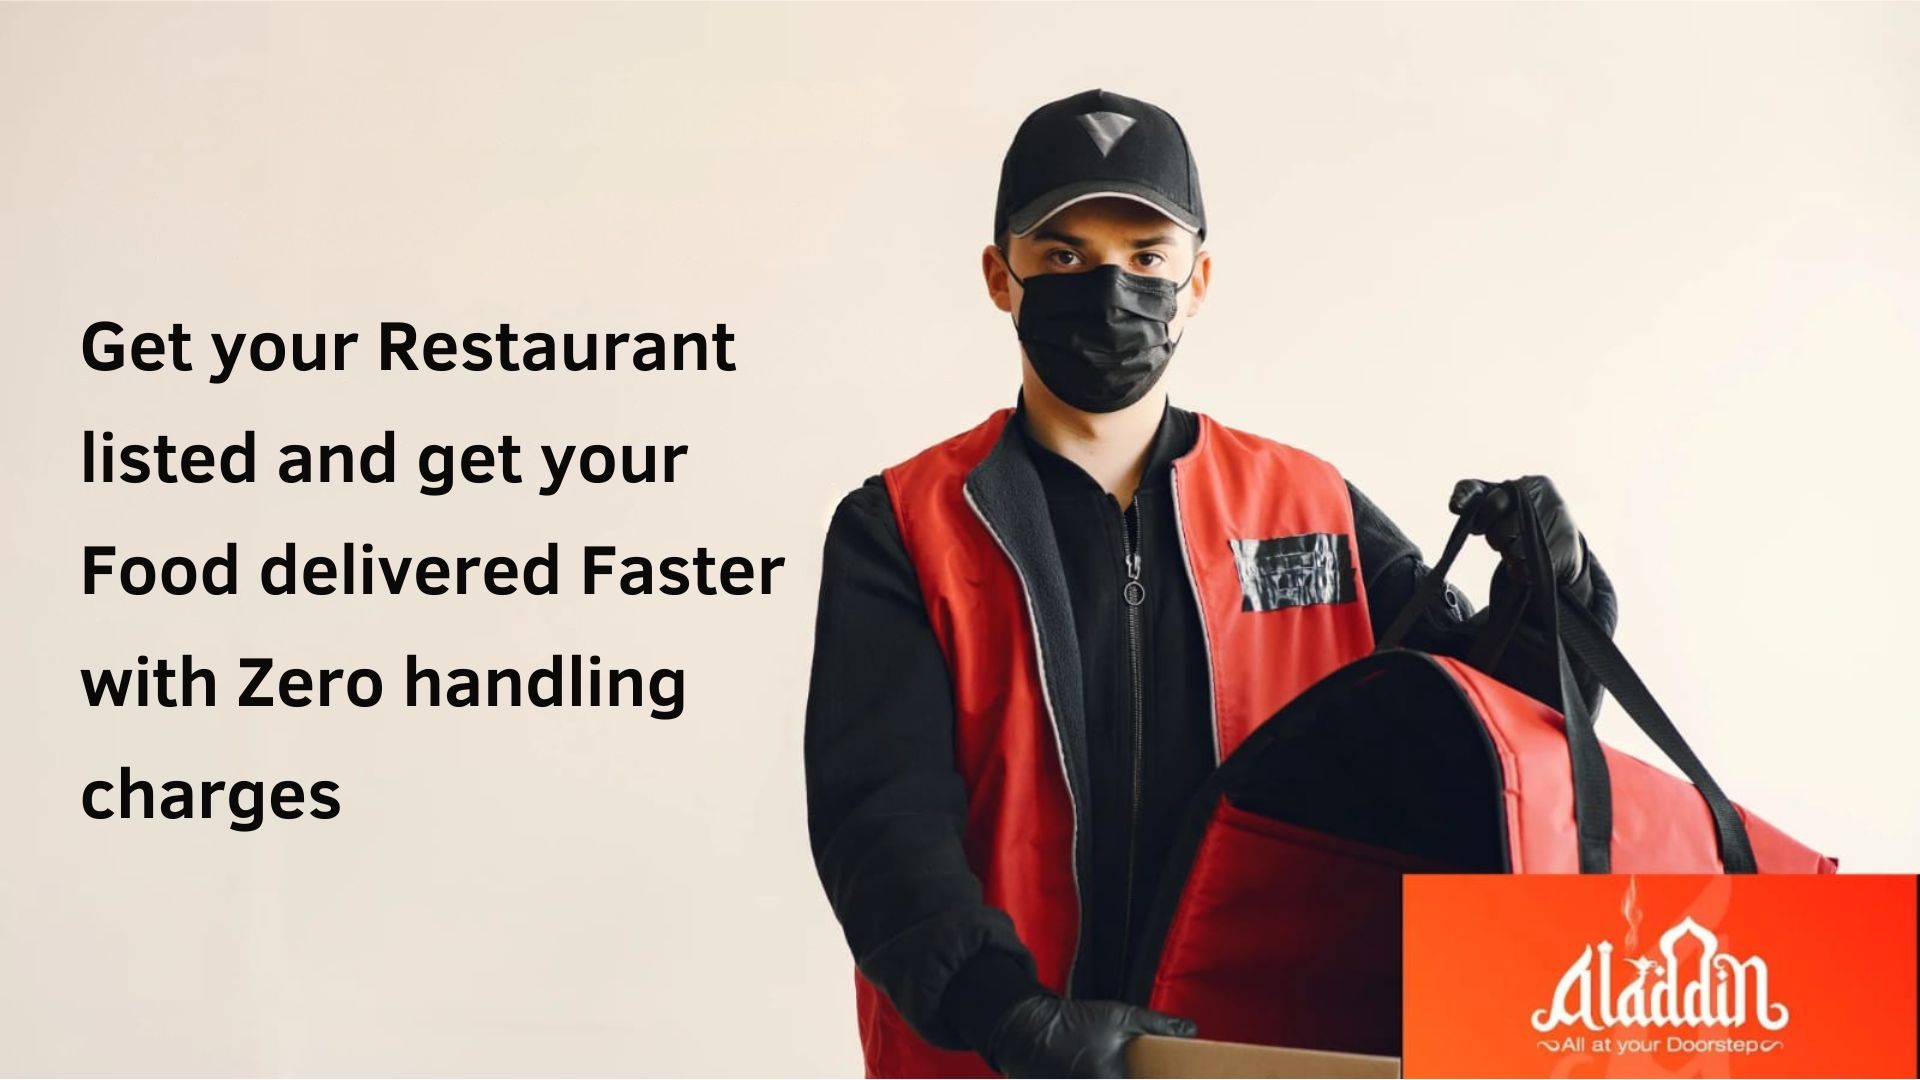 Get your Restaurant
listed and get your
Food delivered Faster
with Zero handling
charges
Aladdin
All at your Doorstep